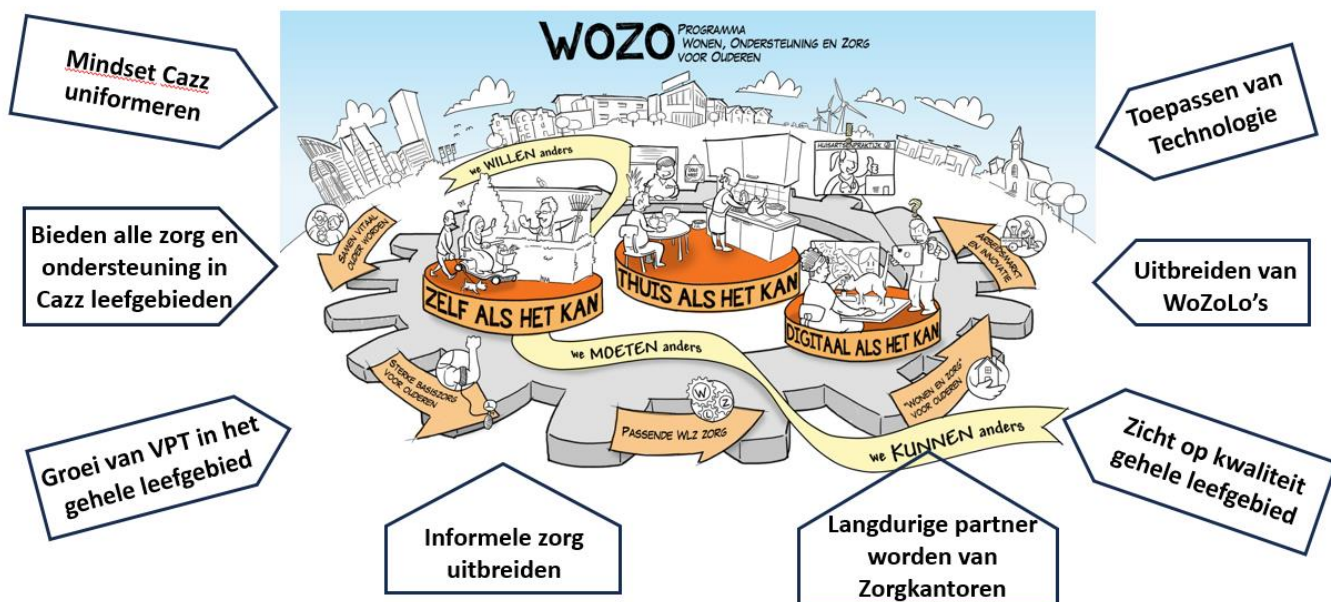 WOZO
PROGRAMMA
WONEN, ONDERSTEUNING EN ZORG
VOOR OUDEREN
Mindset Cazz
uniformeren
Toepassen van
Technologie
HUISARTSENPRAKTIJK
we WILLEN anders
Bieden alle zorg en
ondersteuning in
Cazz leefgebieden
SAMEN VITAAL
OUDER WORDEN
ZELF ALS HET KAN
THUIS ALS HET KAN
DIGITAAL ALS HET KAN
ARBEIDSMARKT
EN INNOVATIE
Uitbreiden van
WoZoLo's
we MOETEN anders
STERKE BASISZORG
VOOR OUDEREN
PASSENDE WLZ ZORG
W
Z
"WONEN EN ZORG"
VOOR OUDEREN
we KUNNEN anders
Groei van VPT in het
gehele leefgebied
Zicht op kwaliteit
gehele leefgebied
Informele zorg
uitbreiden
Langdurige partner
worden van
Zorgkantoren